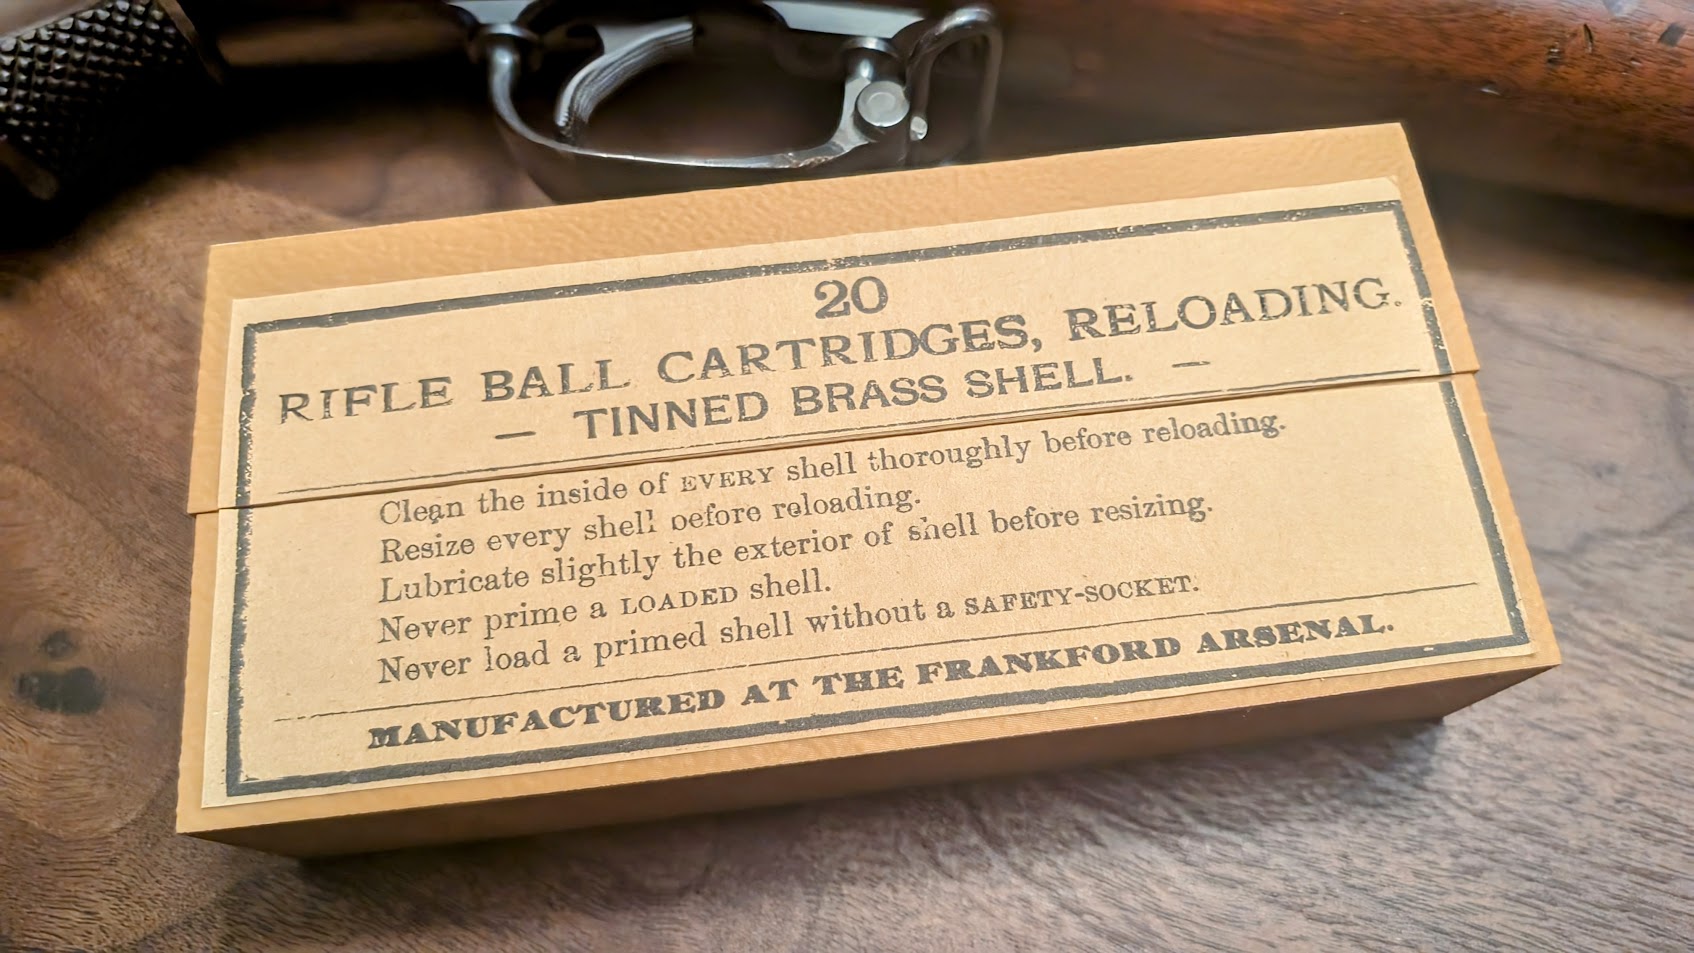 20
RIFLE BALL CARTRIDGES, RELOADING.
— TINNED BRASS SHELL. —
Clean the inside of EVERY shell thoroughly before reloading.
Resize every shell before reloading.
Lubricate slightly the exterior of shell before resizing.
Never prime a LOADED shell.
Never load a primed shell without a SAFETY-SOCKET.
MANUFACTURED AT THE FRANKFORD ARSENAL.